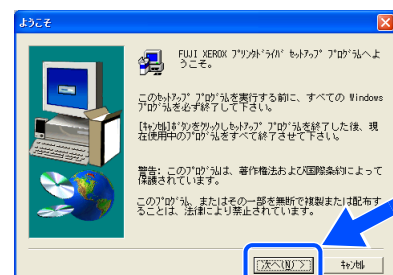 ようこそ
FUJI XEROX プリンタドライバ セットアップ プログラムへよ
うこそ。
このセットアップ プログラムを実行する前に、すべての Windows
プログラムを必ず終了して下さい。
[キャンセル]ボタンをクリックしセットアップ プログラムを終了した後、現
在使用中のプログラムをすべて終了させて下さい。
警告: このプログラムは、著作権法および国際条約によって
保護されています。
このプログラム、またはその一部を無断で複製または配布す
ることは、法律により禁止されています。
次へ(N) >
キャンセル